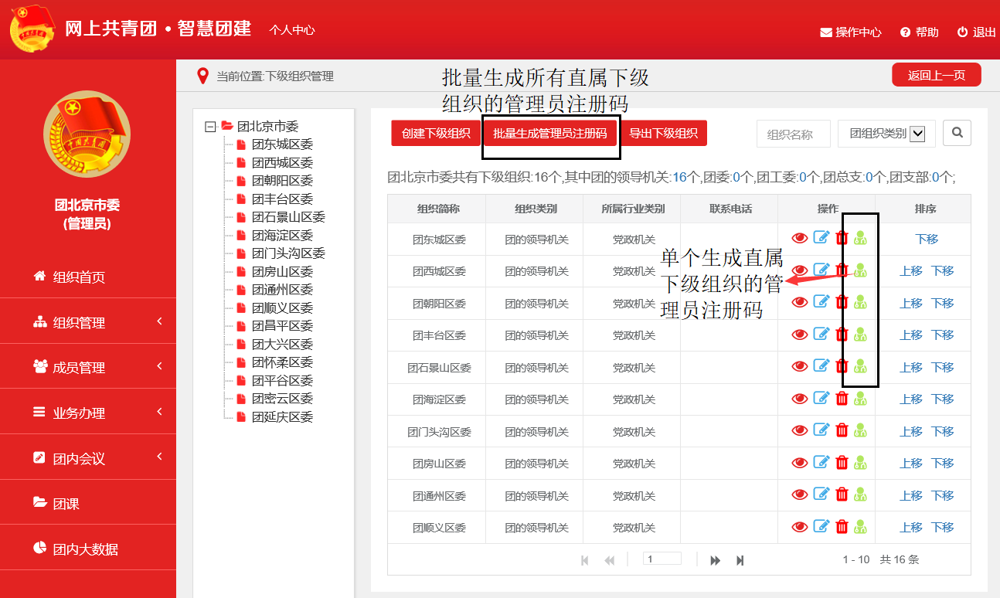 网上共青团·智慧团建 个人中心 操作中心 帮助 退出
中国共青团
团北京市委
(管理员)
组织首页
组织管理
成员管理
业务办理
团内会议
团课
团内大数据
当前位置:下级组织管理
返回上一页
批量生成所有直属下级
组织的管理员注册码
团北京市委
团东城区委
团西城区委
团朝阳区委
团丰台区委
团石景山区委
团海淀区委
团门头沟区委
团房山区委
团通州区委
团顺义区委
团昌平区委
团大兴区委
团怀柔区委
团平谷区委
团密云区委
团延庆区委
创建下级组织 批量生成管理员注册码 导出下级组织 组织名称 团组织类别
团北京市委共有下级组织:16个,其中团的领导机关:16个,团委:0个,团工委:0个,团总支:0个,团支部:0个;
组织简称 组织类别 所属行业类别 联系电话 操作 排序
团东城区委 团的领导机关 党政机关 下移
团西城区委 团的领导机关 党政机关 上移 下移
团朝阳区委 团的领导机关 党政机关 上移 下移
团丰台区委 团的领导机关 党政机关 上移 下移
团石景山区委 团的领导机关 党政机关 上移 下移
团海淀区委 团的领导机关 党政机关 上移 下移
团门头沟区委 团的领导机关 党政机关 上移 下移
团房山区委 团的领导机关 党政机关 上移 下移
团通州区委 团的领导机关 党政机关 上移 下移
团顺义区委 团的领导机关 党政机关 上移 下移
单个生成直属
下级组织的管
理员注册码
1 1 - 10 共 16 条